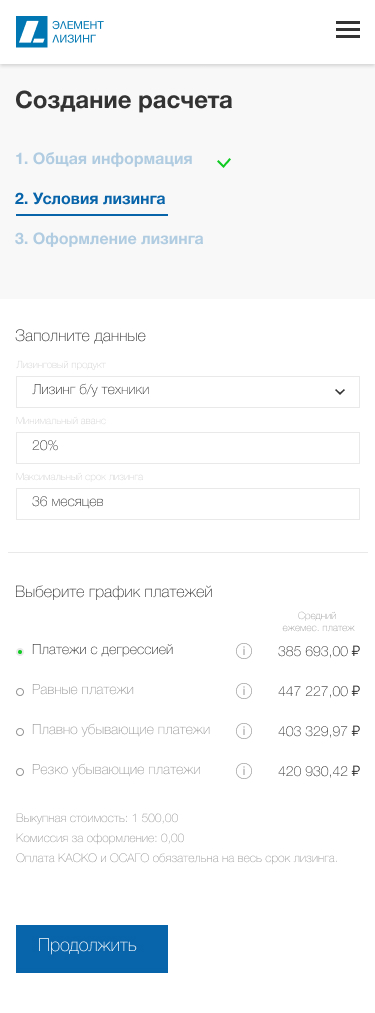 ЭЛЕМЕНТ
ЛИЗИНГ
Создание расчета
1. Общая информация
2. Условия лизинга
3. Оформление лизинга
Заполните данные
Лизинговый продукт
Лизинг б/у техники
Минимальный аванс
20%
Максимальный срок лизинга
36 месяцев
Выберите график платежей
Средний
ежемес. платеж
Платежи с дегрессией 385 693,00 ₽
Равные платежи 447 227,00 ₽
Плавно убывающие платежи 403 329,97 ₽
Резко убывающие платежи 420 930,42 ₽
Выкупная стоимость: 1 500,00
Комиссия за оформление: 0,00
Оплата КАСКО и ОСАГО обязательна на весь срок лизинга.
Продолжить